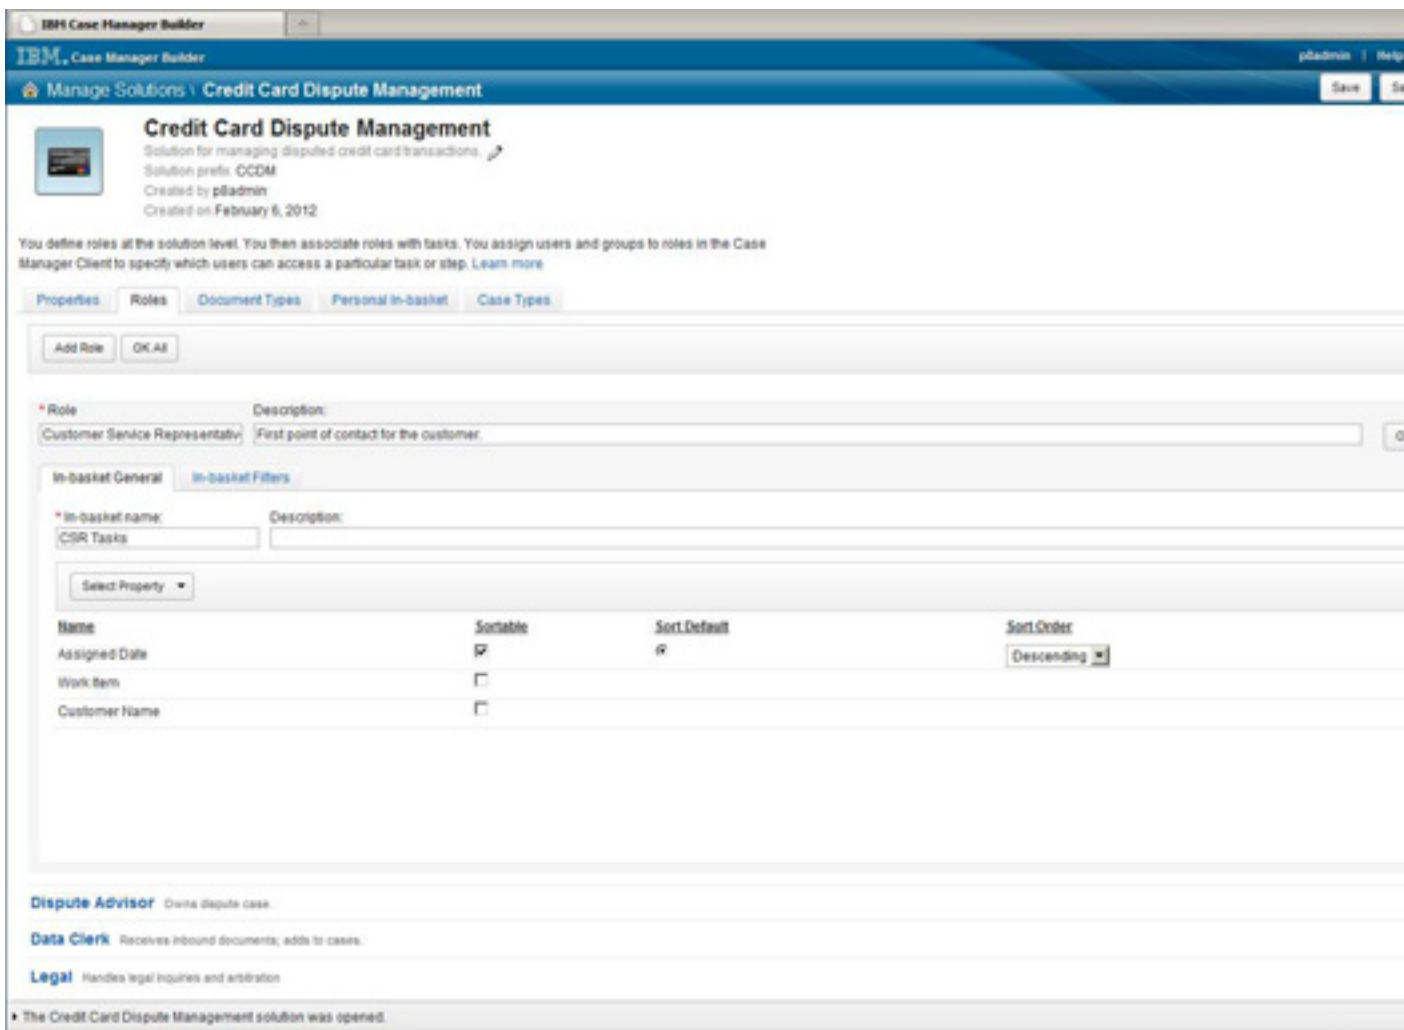 IBM Case Manager Builder
IBM. Case Manager Builder
p8admin | Help
Manage Solutions \ Credit Card Dispute Management
Save
Credit Card Dispute Management
Solution for managing disputed credit card transactions.
Solution prefix CCDM
Created by p8admin
Created on February 6, 2012
You define roles at the solution level. You then associate roles with tasks. You assign users and groups to roles in the Case
Manager Client to specify which users can access a particular task or step. Learn more
Properties Roles Document Types Personal In-basket Case Types
Add Role OK All
* Role Description:
Customer Service Representativ First point of contact for the customer.
In-basket General In-basket Filters
* In-basket name: Description:
CSR Tasks
Select Property
Name Sortable Sort Default Sort Order
Assigned Date Descending
Work Item
Customer Name
Dispute Advisor Owns dispute case.
Data Clerk Receives inbound documents; adds to cases.
Legal Handles legal inquiries and arbitration
The Credit Card Dispute Management solution was opened.